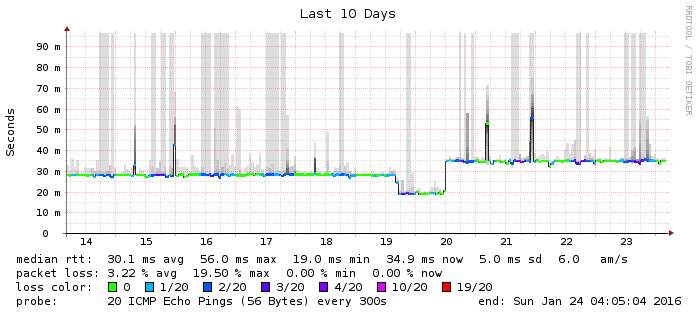 Last 10 Days
RRDTOOL / TOBI OETIKER
Seconds
90 m
80 m
70 m
60 m
50 m
40 m
30 m
20 m
10 m
0
14 15 16 17 18 19 20 21 22 23
median rtt: 30.1 ms avg 56.0 ms max 19.0 ms min 34.9 ms now 5.0 ms sd 6.0 am/s
packet loss: 3.22 % avg 19.50 % max 0.00 % min 0.00 % now
loss color: 0 1/20 2/20 3/20 4/20 10/20 19/20
probe: 20 ICMP Echo Pings (56 Bytes) every 300s end: Sun Jan 24 04:05:04 2016